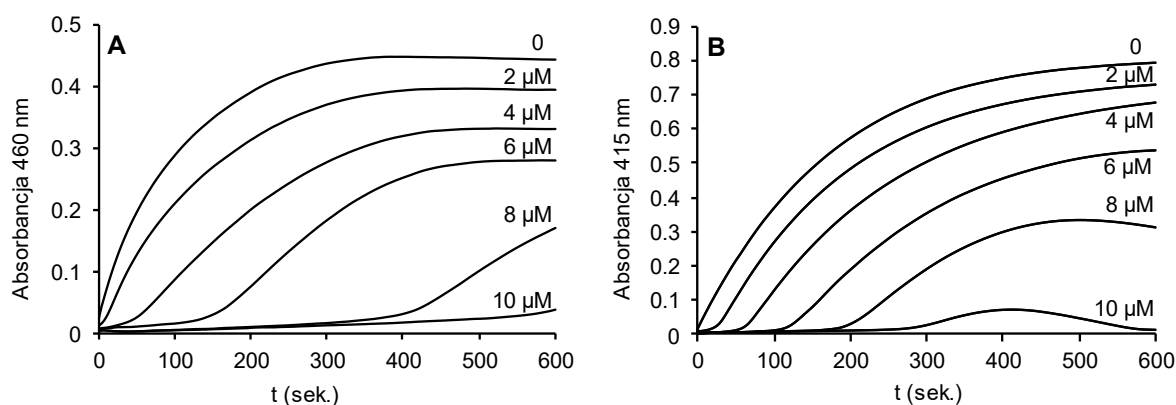 A
Absorbancja 460 nm
0.5
0.4
0.3
0.2
0.1
0
0 100 200 300 400 500 600
t (sek.)
0
2 µM
4 µM
6 µM
8 µM
10 µM
B
Absorbancja 415 nm
0.9
0.8
0.7
0.6
0.5
0.4
0.3
0.2
0.1
0
0 100 200 300 400 500 600
t (sek.)
0
2 µM
4 µM
6 µM
8 µM
10 µM